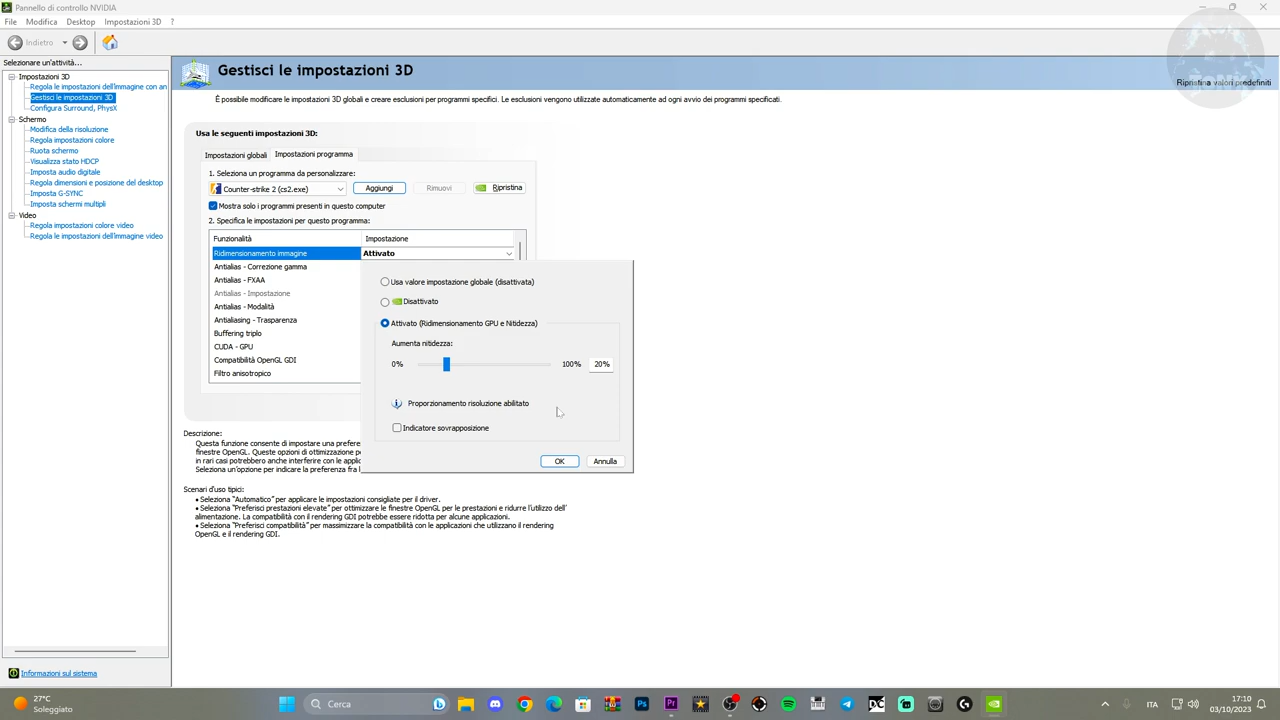 Pannello di controllo NVIDIA
File Modifica Desktop Impostazioni 3D ?
Indietro
Selezionare un'attività...
Impostazioni 3D
Regola le impostazioni dell'immagine con an
Gestisci le impostazioni 3D
Configura Surround, PhysX
Schermo
Modifica della risoluzione
Regola impostazioni colore
Ruota schermo
Visualizza stato HDCP
Imposta audio digitale
Regola dimensioni e posizione del desktop
Imposta G-SYNC
Imposta schermi multipli
Video
Regola impostazioni colore video
Regola le impostazioni dell'immagine video
Informazioni sul sistema
Gestisci le impostazioni 3D
Ripristina valori predefiniti
È possibile modificare le impostazioni 3D globali e creare esclusioni per programmi specifici. Le esclusioni vengono utilizzate automaticamente ad ogni avvio dei programmi specificati.
Usa le seguenti impostazioni 3D:
Impostazioni globali Impostazioni programma
1. Seleziona un programma da personalizzare:
Counter-strike 2 (cs2.exe) Aggiungi Rimuovi Ripristina
Mostra solo i programmi presenti in questo computer
2. Specifica le impostazioni per questo programma:
Funzionalità Impostazione
Ridimensionamento immagine Attivato
Antialias - Correzione gamma
Antialias - FXAA
Antialias - Impostazione
Antialias - Modalità
Antialiasing - Trasparenza
Buffering triplo
CUDA - GPU
Compatibilità OpenGL GDI
Filtro anisotropico
Usa valore impostazione globale (disattivata)
Disattivato
Attivato (Ridimensionamento GPU e Nitidezza)
Aumenta nitidezza:
0% 100% 20%
Proporzionamento risoluzione abilitato
Indicatore sovrapposizione
OK Annulla
Descrizione:
Questa funzione consente di impostare una prefere
finestre OpenGL. Queste opzioni di ottimizzazione p
in rari casi potrebbero anche interferire con le applic
Seleziona un'opzione per indicare la preferenza fra l
Scenari d'uso tipici:
• Seleziona "Automatico" per applicare le impostazioni consigliate per il driver.
• Seleziona "Preferisci prestazioni elevate" per ottimizzare le finestre OpenGL per le prestazioni e ridurre l'utilizzo dell'
alimentazione. La compatibilità con il rendering GDI potrebbe essere ridotta per alcune applicazioni.
• Seleziona "Preferisci compatibilità" per massimizzare la compatibilità con le applicazioni che utilizzano il rendering
OpenGL e il rendering GDI.
27°C
Soleggiato
Cerca
ITA
17:10
03/10/2023